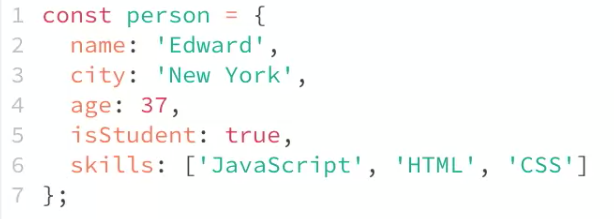 1 const person = {
2   name: 'Edward',
3   city: 'New York',
4   age: 37,
5   isStudent: true,
6   skills: ['JavaScript', 'HTML', 'CSS']
7 };